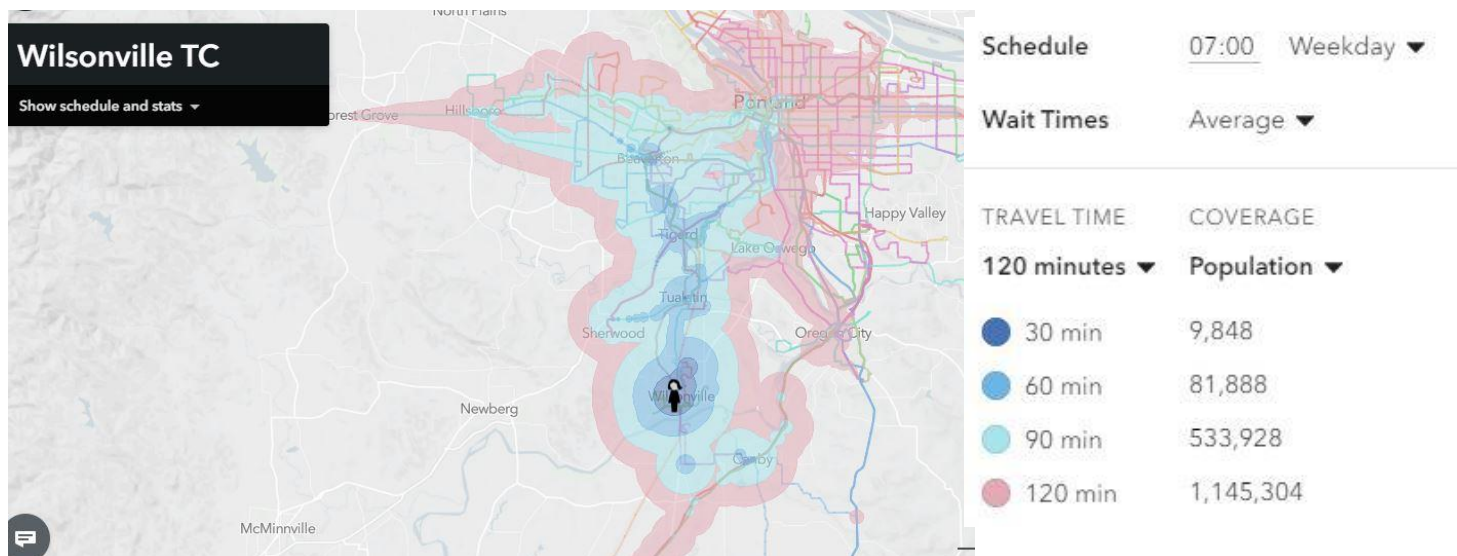 North Plains
Wilsonville TC
Show schedule and stats
orest Grove
Hillsboro
Portland
Beaverton
Happy Valley
Tigard
Lake Oswego
Tualatin
Sherwood
Oregon City
Wilsonville
Newberg
Canby
McMinnville
Schedule 07:00 Weekday
Wait Times Average
TRAVEL TIME COVERAGE
120 minutes Population
30 min 9,848
60 min 81,888
90 min 533,928
120 min 1,145,304